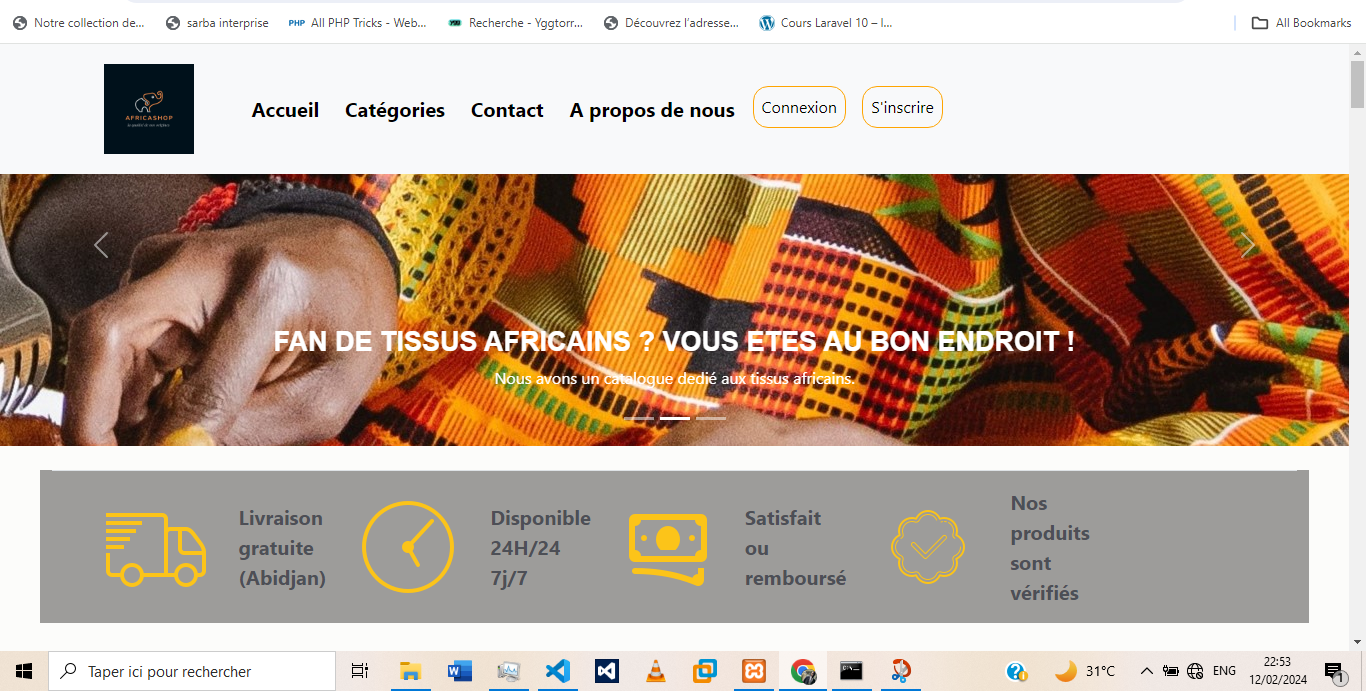 Notre collection de...
sarba interprise
PHP All PHP Tricks - Web...
Recherche - Yggtorr...
Découvrez l'adresse...
Cours Laravel 10 – l...
All Bookmarks
AFRICASHOP
Accueil
Catégories
Contact
A propos de nous
Connexion
S'inscrire
FAN DE TISSUS AFRICAINS ? VOUS ETES AU BON ENDROIT !
Nous avons un catalogue dedié aux tissus africains.
Livraison
gratuite
(Abidjan)
Disponible
24H/24
7j/7
Satisfait
ou
remboursé
Nos
produits
sont
vérifiés
Taper ici pour rechercher
31°C
ENG
22:53
12/02/2024
1